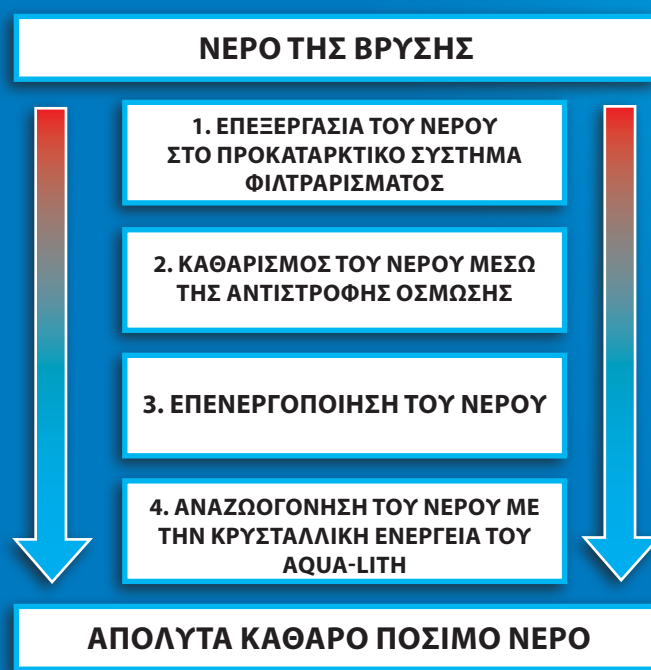 ΝΕΡΟ ΤΗΣ ΒΡΥΣΗΣ
1. ΕΠΕΞΕΡΓΑΣΙΑ ΤΟΥ ΝΕΡΟΥ
ΣΤΟ ΠΡΟΚΑΤΑΡΚΤΙΚΟ ΣΥΣΤΗΜΑ
ΦΙΛΤΡΑΡΙΣΜΑΤΟΣ
2. ΚΑΘΑΡΙΣΜΟΣ ΤΟΥ ΝΕΡΟΥ ΜΕΣΩ
ΤΗΣ ΑΝΤΙΣΤΡΟΦΗΣ ΟΣΜΩΣΗΣ
3. ΕΠΕΝΕΡΓΟΠΟΙΗΣΗ ΤΟΥ ΝΕΡΟΥ
4. ΑΝΑΖΩΟΓΟΝΗΣΗ ΤΟΥ ΝΕΡΟΥ ΜΕ
ΤΗΝ ΚΡΥΣΤΑΛΛΙΚΗ ΕΝΕΡΓΕΙΑ ΤΟΥ
AQUA-LITH
ΑΠΟΛΥΤΑ ΚΑΘΑΡΟ ΠΟΣΙΜΟ ΝΕΡΟ